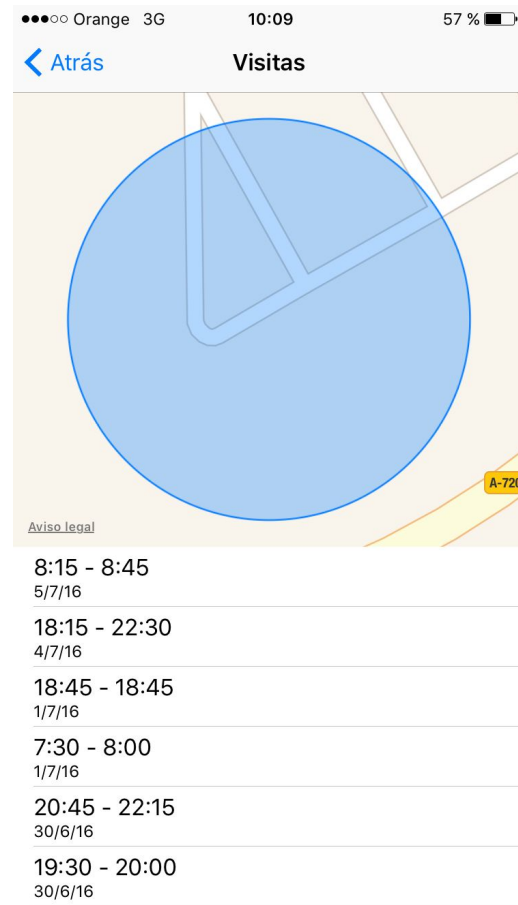 Orange 3G 10:09 57 %
Atrás Visitas
A-720
Aviso legal
8:15 - 8:45
5/7/16
18:15 - 22:30
4/7/16
18:45 - 18:45
1/7/16
7:30 - 8:00
1/7/16
20:45 - 22:15
30/6/16
19:30 - 20:00
30/6/16